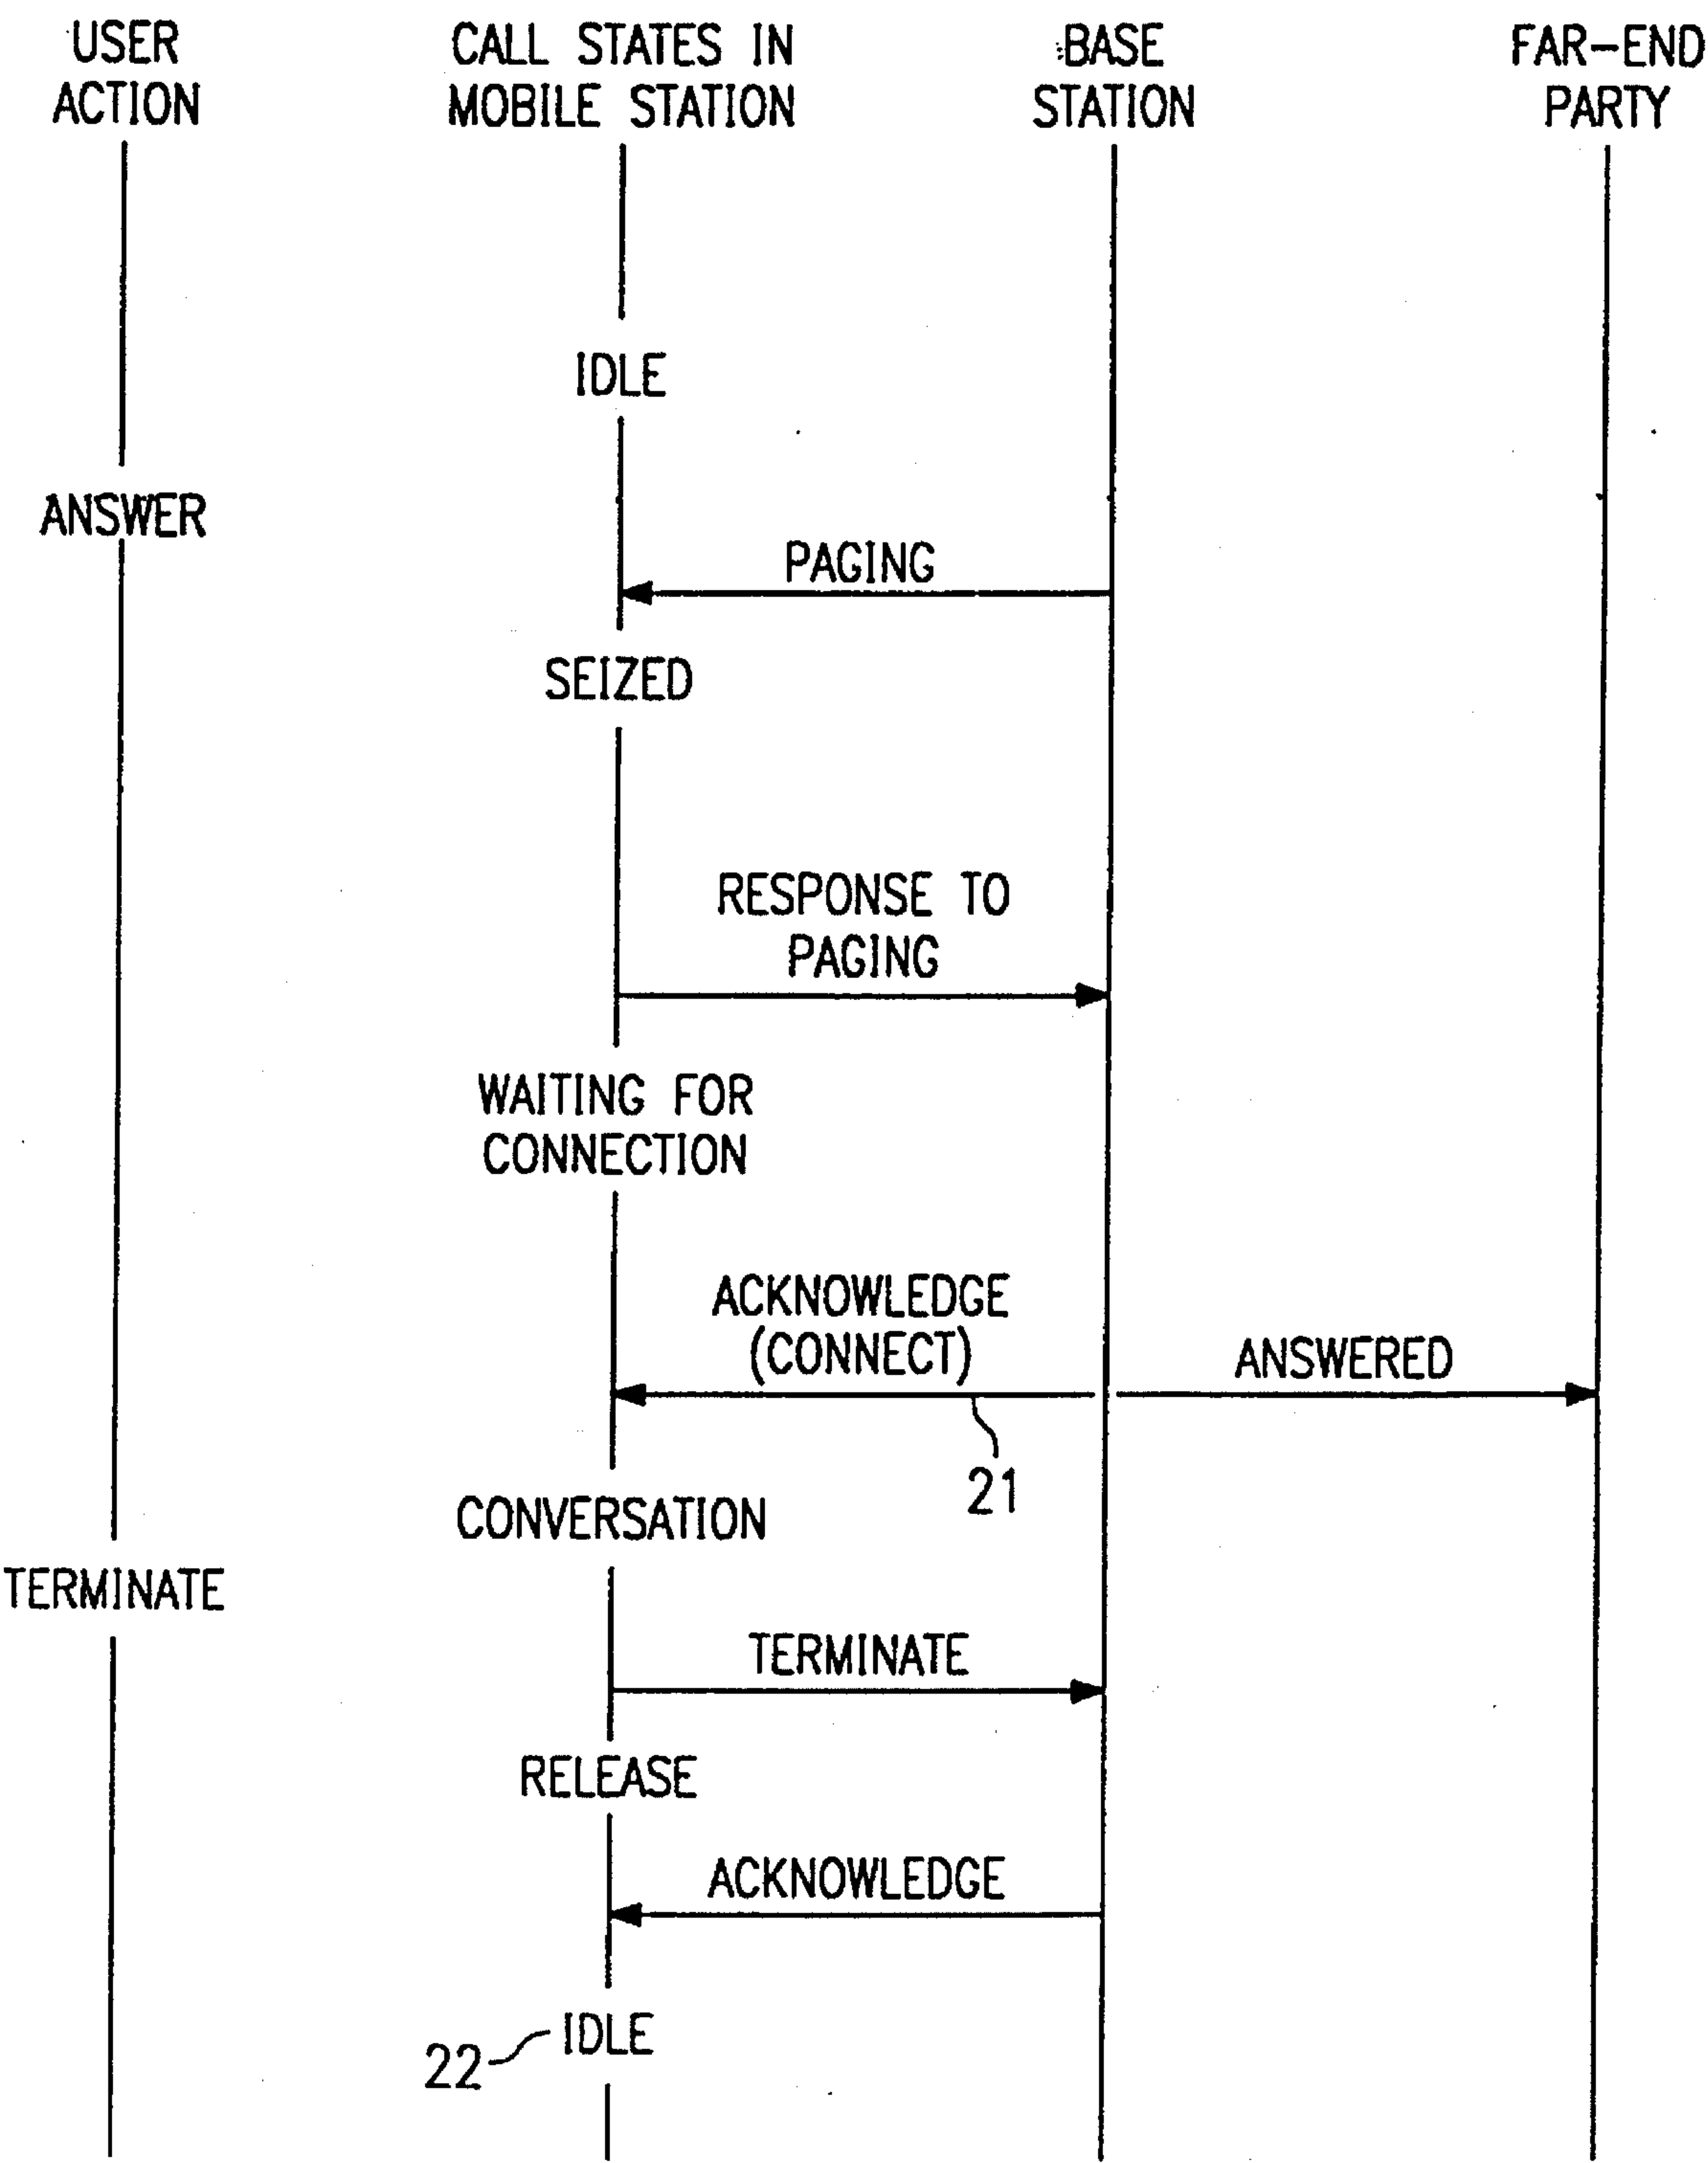 USER
ACTION
CALL STATES IN
MOBILE STATION
BASE
STATION
FAR-END
PARTY
IDLE
ANSWER
PAGING
SEIZED
RESPONSE TO
PAGING
WAITING FOR
CONNECTION
ACKNOWLEDGE
(CONNECT)
ANSWERED
21
CONVERSATION
TERMINATE
TERMINATE
RELEASE
ACKNOWLEDGE
IDLE
22